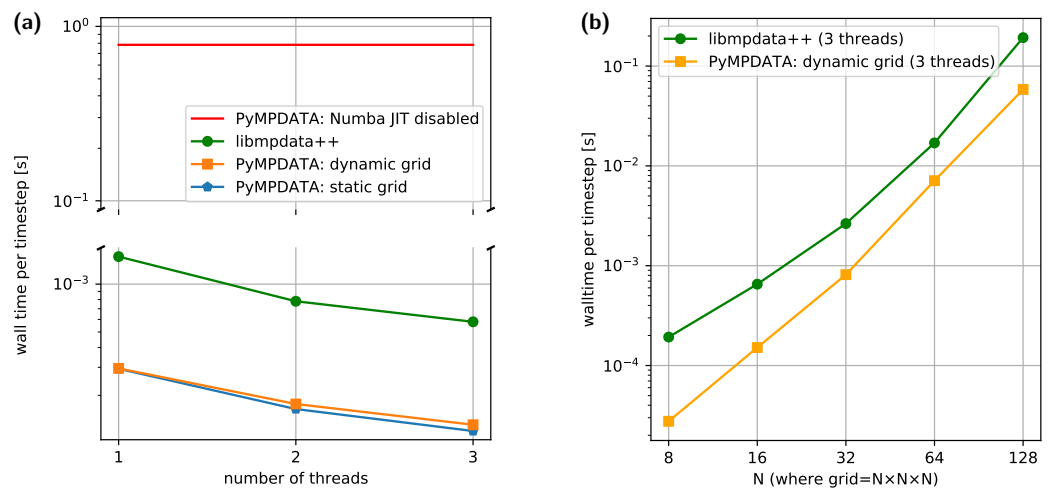 (a)
10⁰
10⁻¹
10⁻³
wall time per timestep [s]
PyMPDATA: Numba JIT disabled
libmpdata++
PyMPDATA: dynamic grid
PyMPDATA: static grid
1 2 3
number of threads
(b)
10⁻¹
10⁻²
10⁻³
10⁻⁴
walltime per timestep [s]
libmpdata++ (3 threads)
PyMPDATA: dynamic grid (3 threads)
8 16 32 64 128
N (where grid=N×N×N)